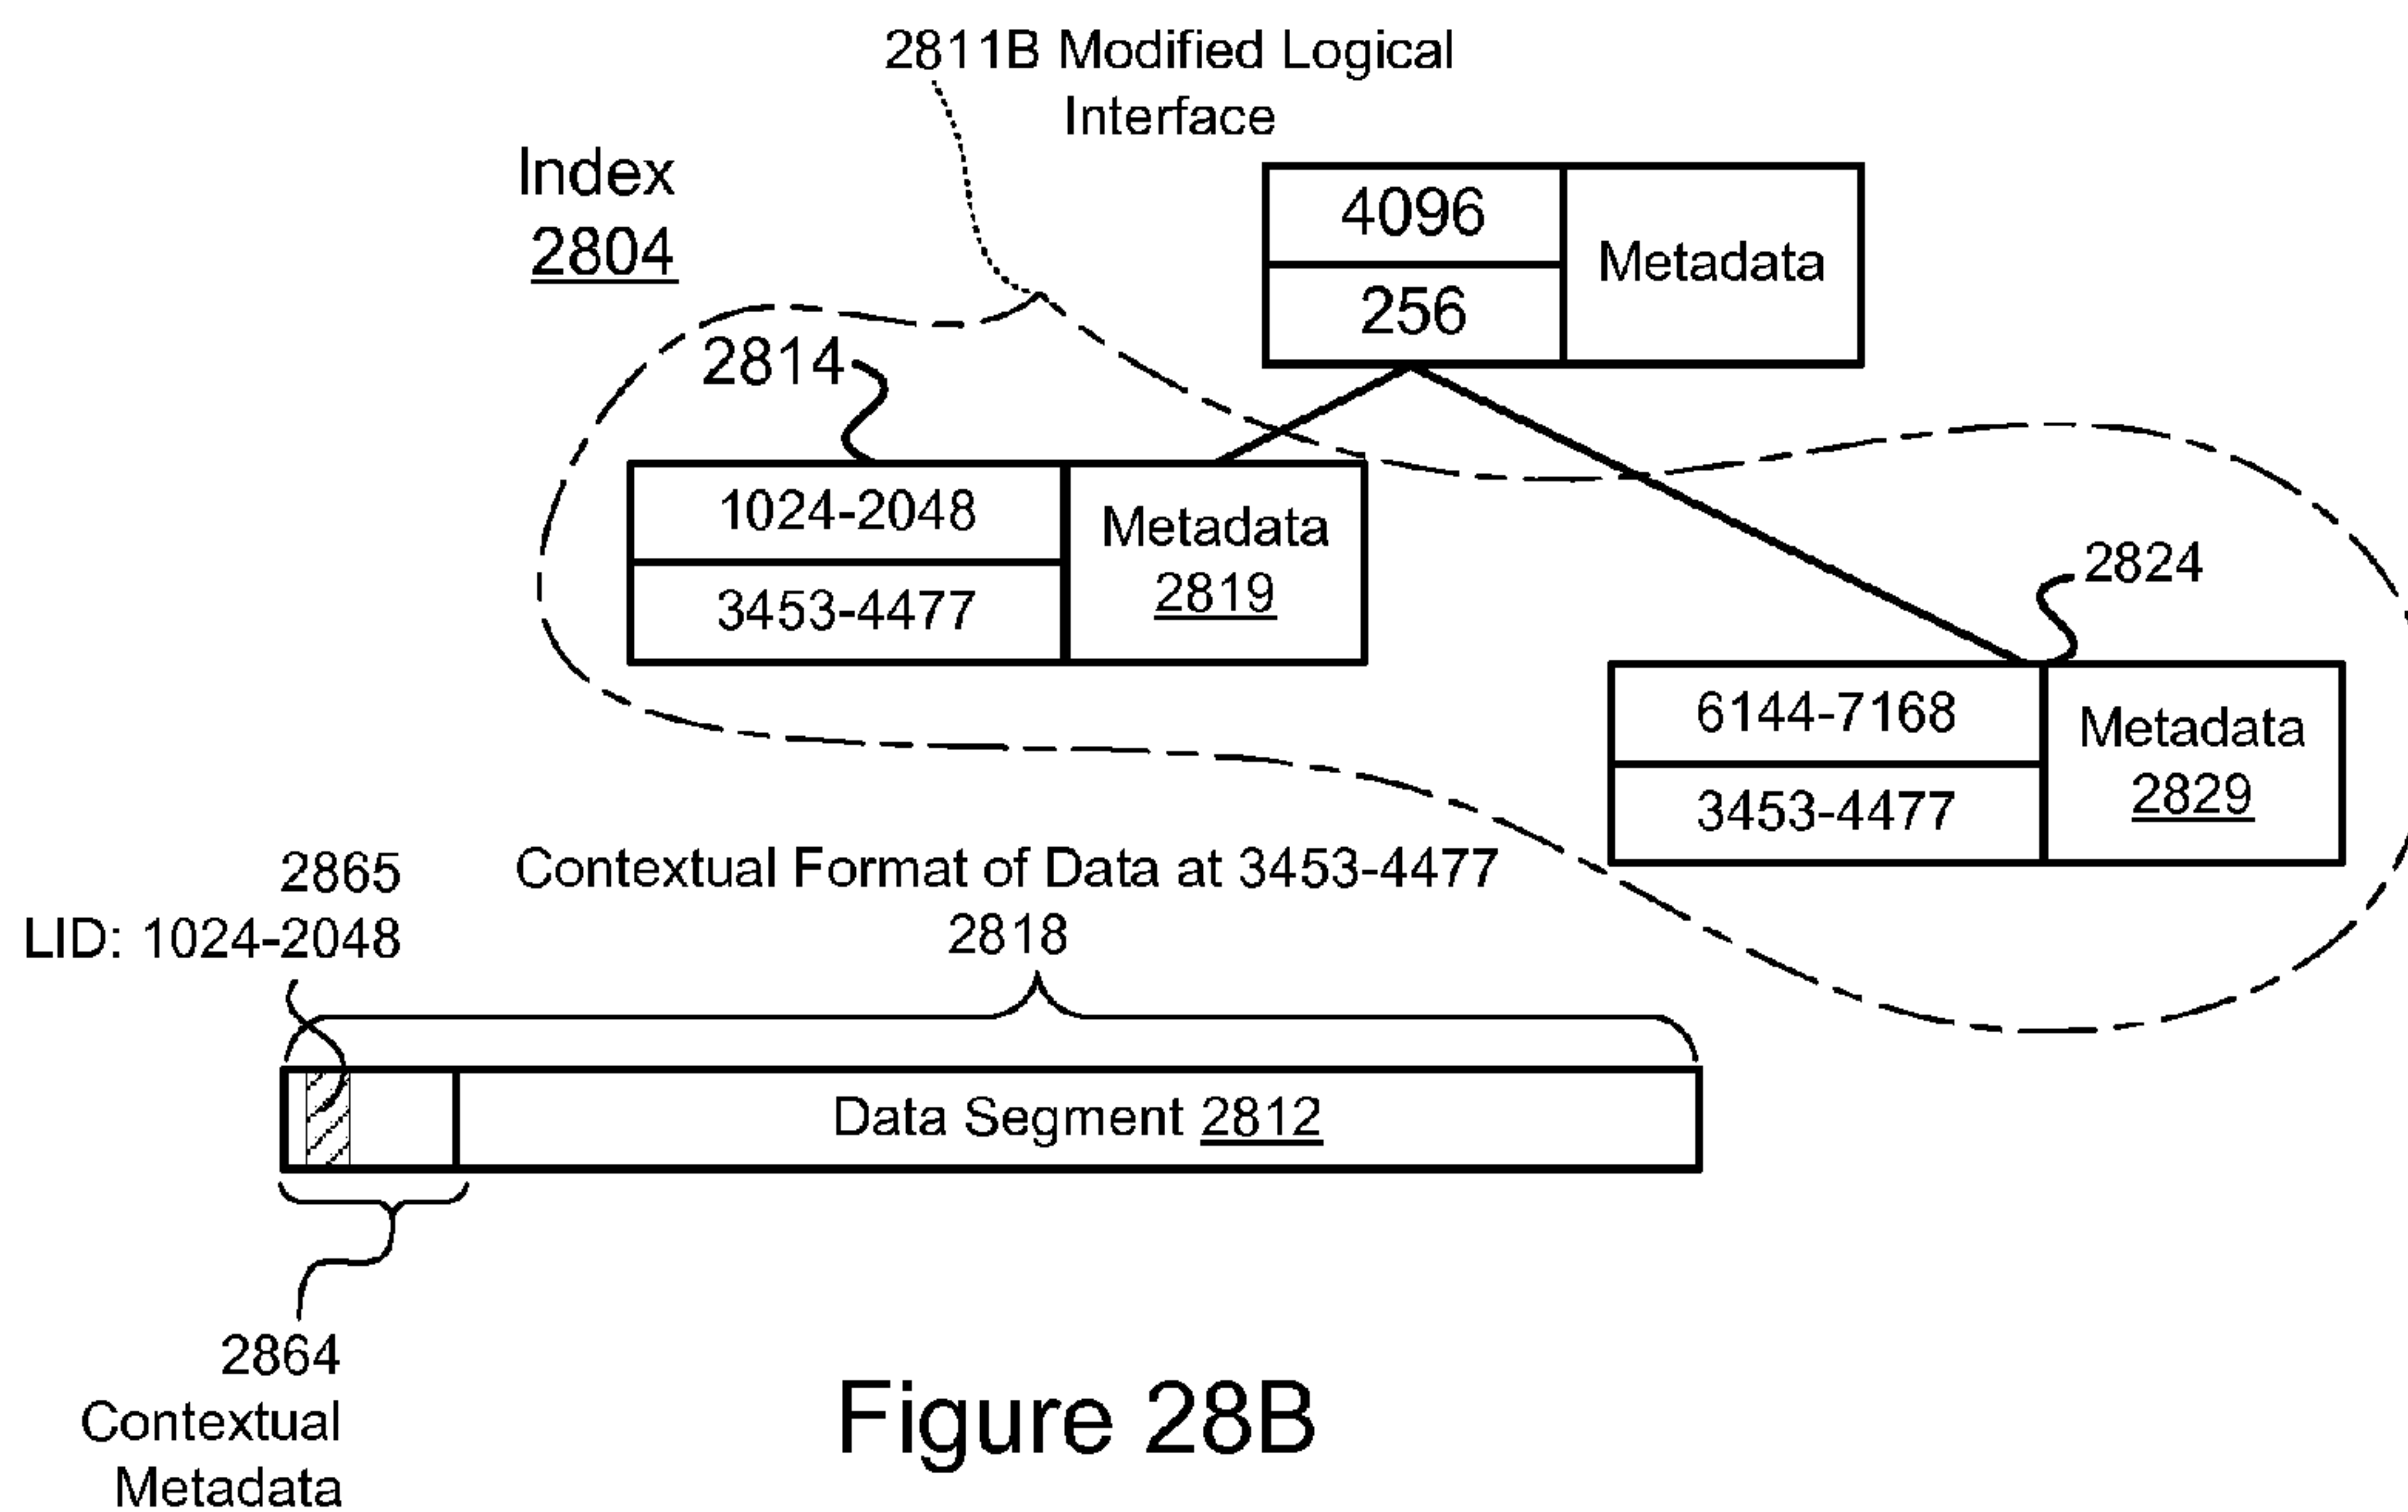 2811B Modified Logical
Interface
Index
2804
4096
256
Metadata
2814
1024-2048
3453-4477
Metadata
2819
2824
6144-7168
3453-4477
Metadata
2829
2865
LID: 1024-2048
Contextual Format of Data at 3453-4477
2818
Data Segment 2812
2864
Contextual
Metadata
Figure 28B